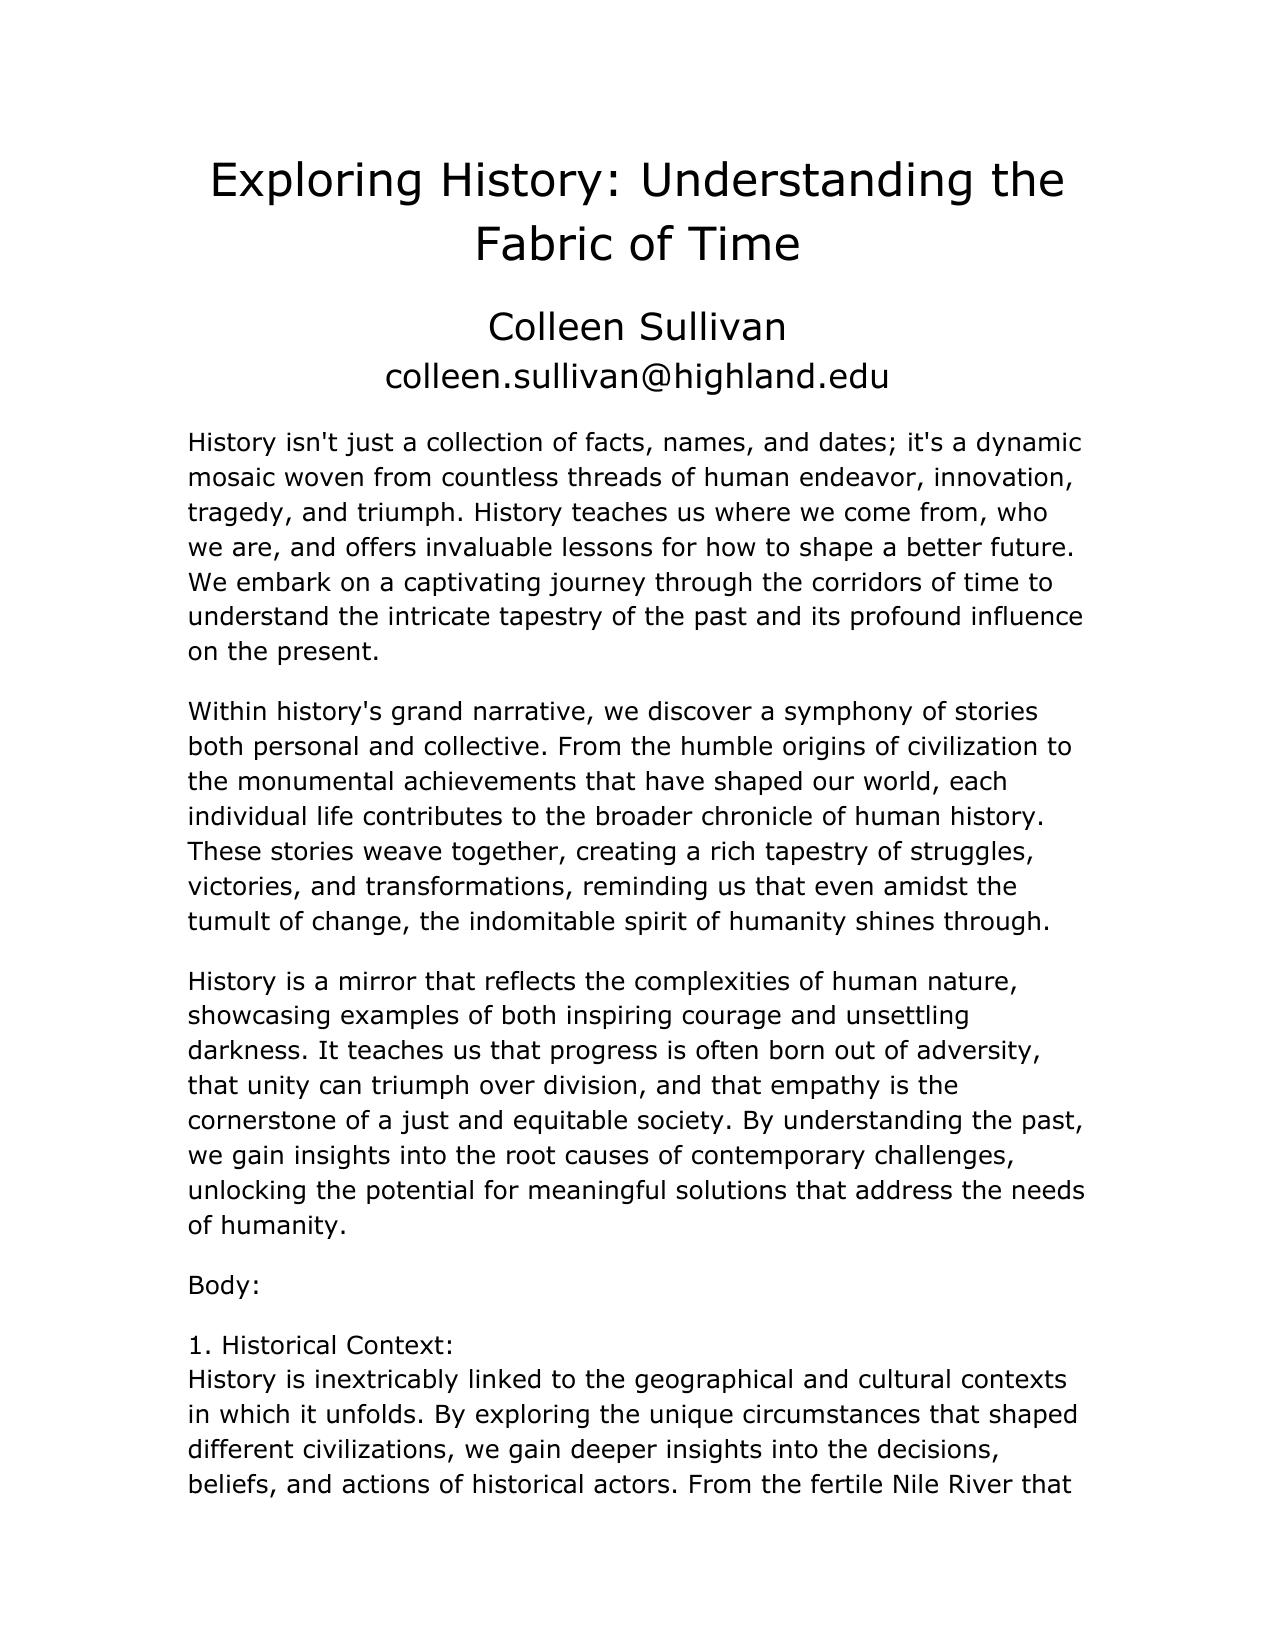 Exploring History: Understanding the
Fabric of Time
Colleen Sullivan
colleen.sullivan@highland.edu
History isn't just a collection of facts, names, and dates; it's a dynamic
mosaic woven from countless threads of human endeavor, innovation,
tragedy, and triumph. History teaches us where we come from, who
we are, and offers invaluable lessons for how to shape a better future.
We embark on a captivating journey through the corridors of time to
understand the intricate tapestry of the past and its profound influence
on the present.
Within history's grand narrative, we discover a symphony of stories
both personal and collective. From the humble origins of civilization to
the monumental achievements that have shaped our world, each
individual life contributes to the broader chronicle of human history.
These stories weave together, creating a rich tapestry of struggles,
victories, and transformations, reminding us that even amidst the
tumult of change, the indomitable spirit of humanity shines through.
History is a mirror that reflects the complexities of human nature,
showcasing examples of both inspiring courage and unsettling
darkness. It teaches us that progress is often born out of adversity,
that unity can triumph over division, and that empathy is the
cornerstone of a just and equitable society. By understanding the past,
we gain insights into the root causes of contemporary challenges,
unlocking the potential for meaningful solutions that address the needs
of humanity.
Body:
1. Historical Context:
History is inextricably linked to the geographical and cultural contexts
in which it unfolds. By exploring the unique circumstances that shaped
different civilizations, we gain deeper insights into the decisions,
beliefs, and actions of historical actors. From the fertile Nile River that